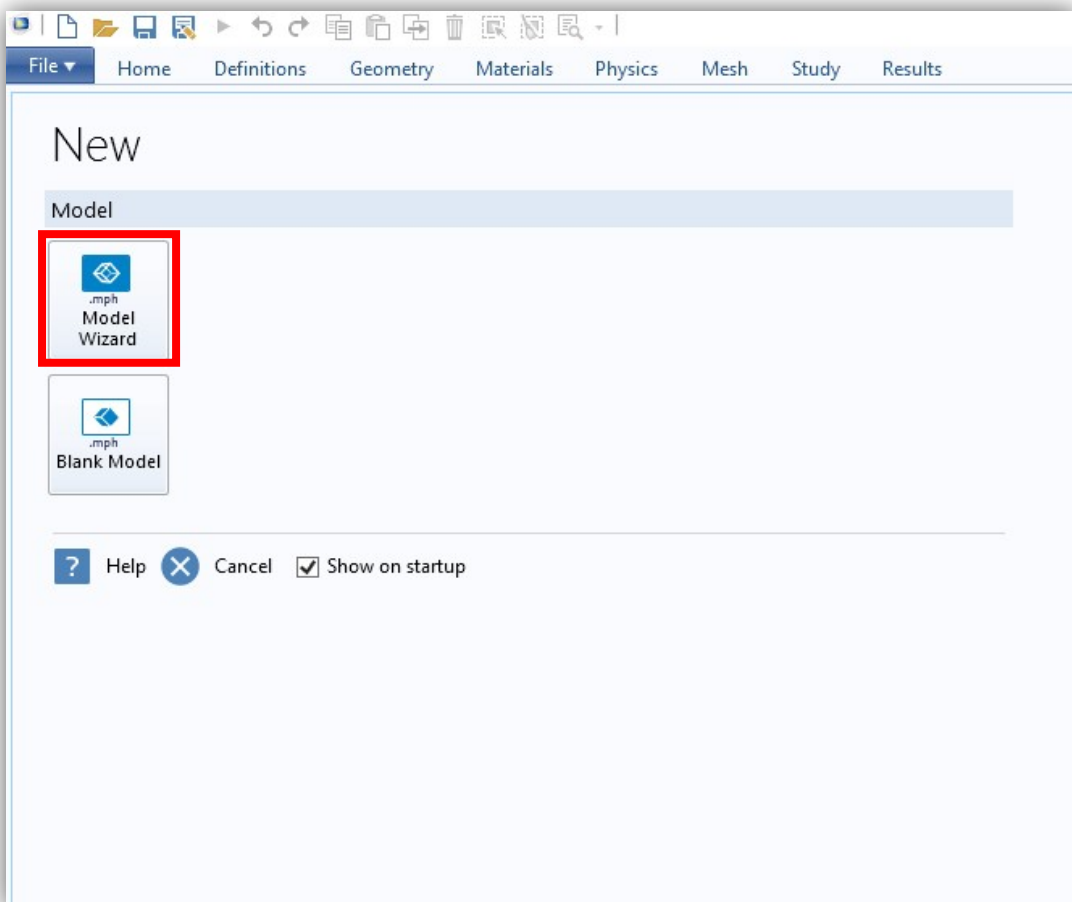 File Home Definitions Geometry Materials Physics Mesh Study Results
New
Model
.mph
Model
Wizard
.mph
Blank Model
? Help Cancel Show on startup